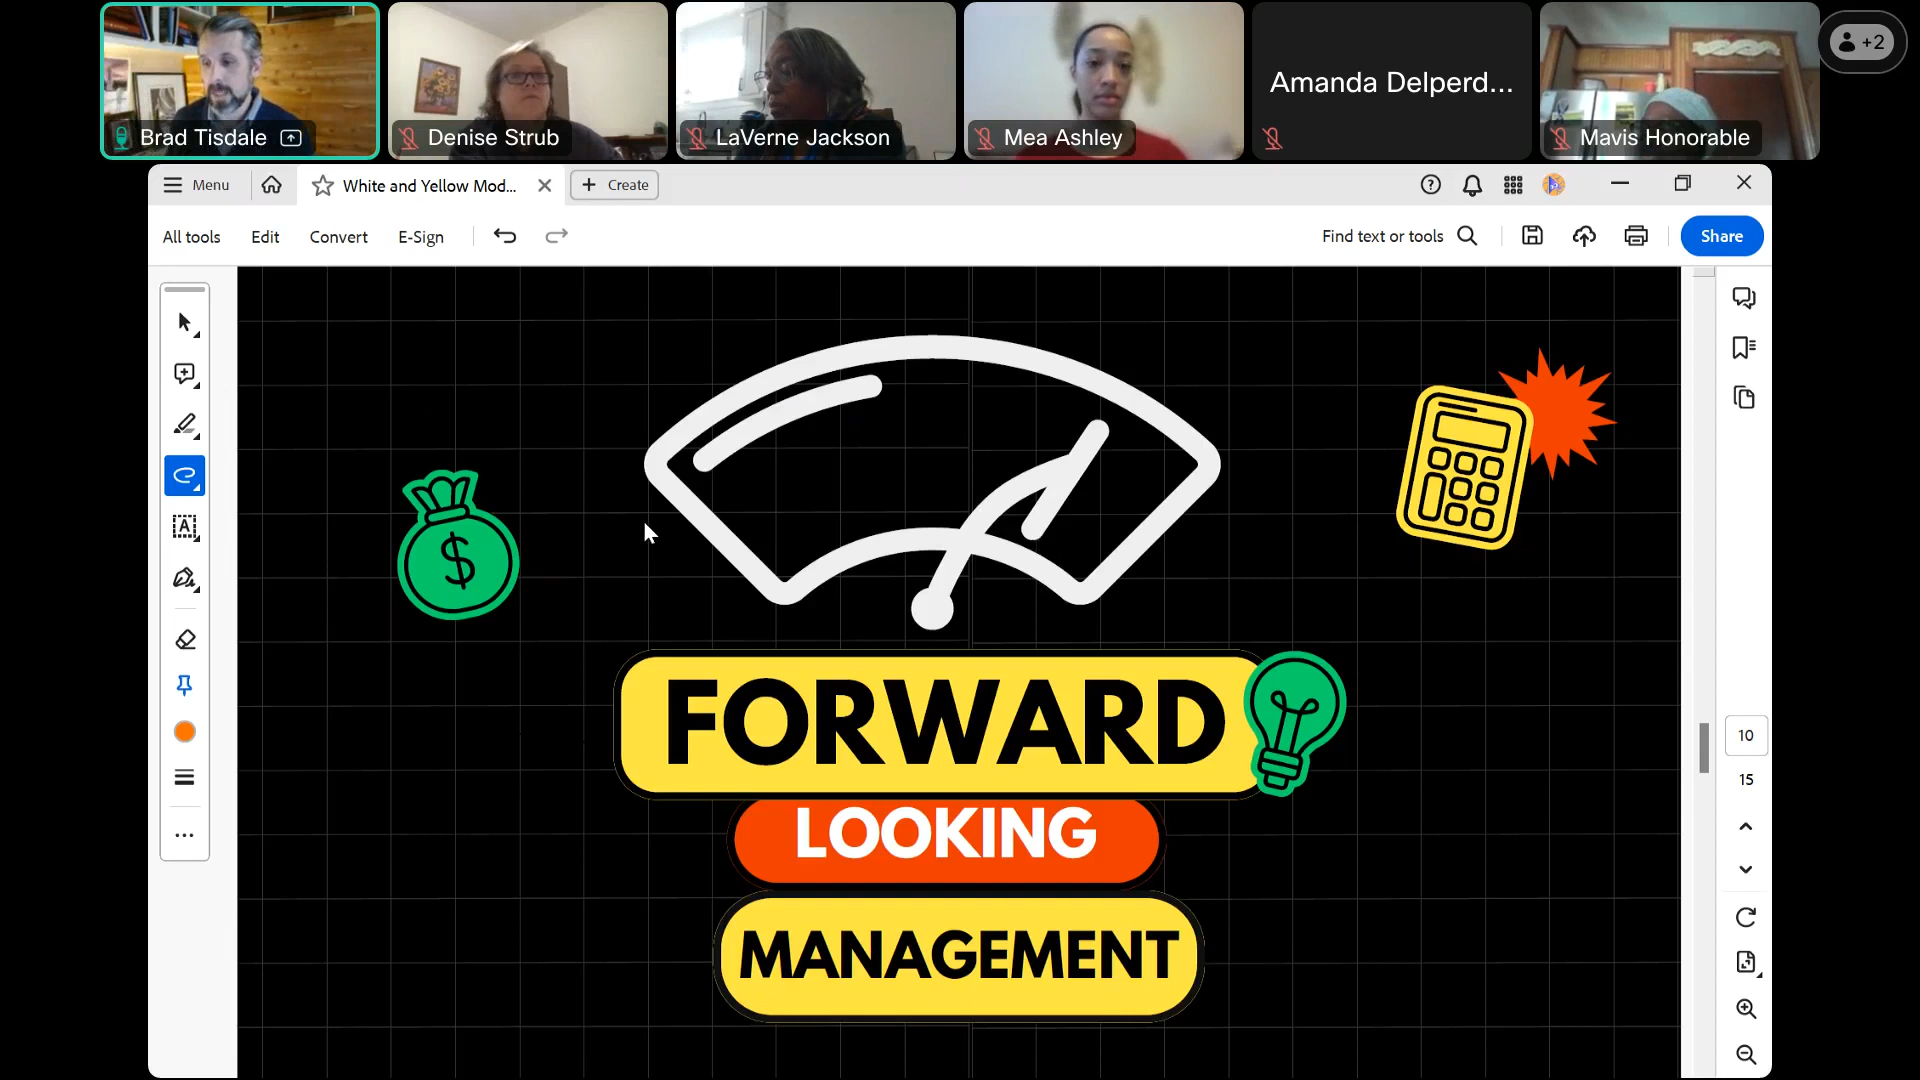 Brad Tisdale
Denise Strub
LaVerne Jackson
Mea Ashley
Amanda Delperd...
Mavis Honorable
+2
Menu
White and Yellow Mod...
Create
All tools
Edit
Convert
E-Sign
Find text or tools
Share
A
$
FORWARD
LOOKING
MANAGEMENT
10
15